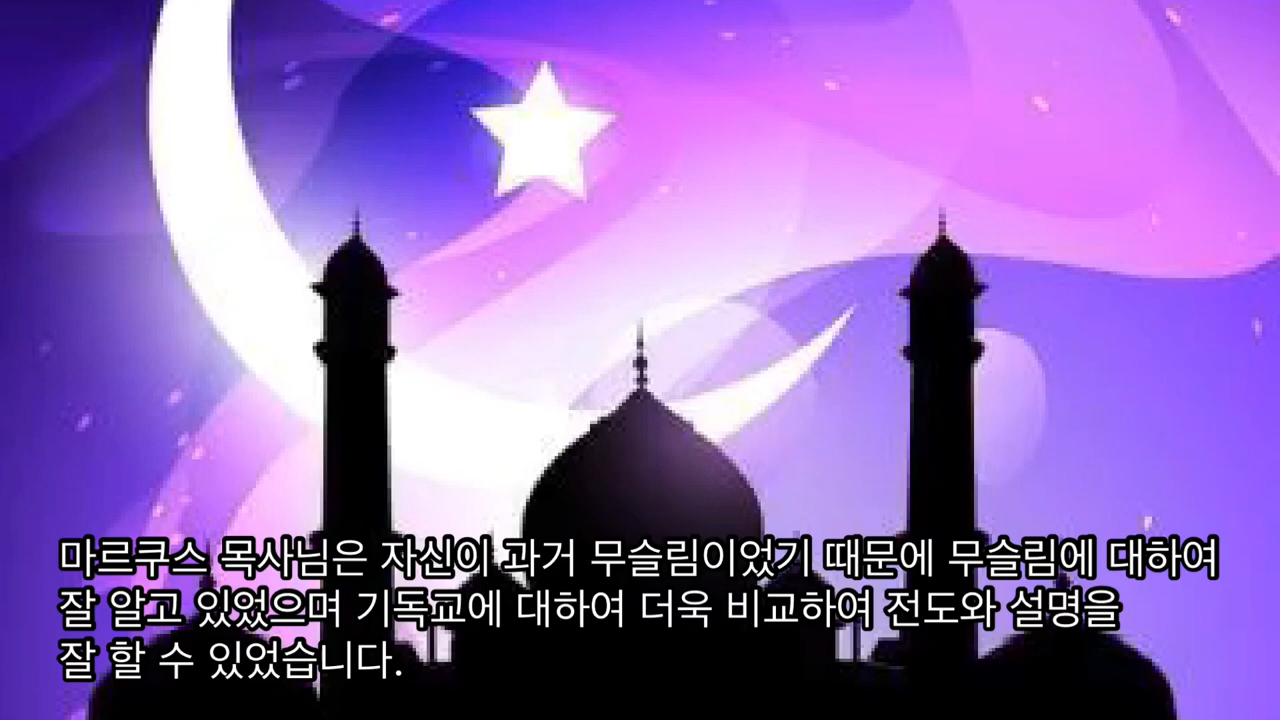 마르쿠스 목사님은 자신이 과거 무슬림이었기 때문에 무슬림에 대하여
잘 알고 있었으며 기독교에 대하여 더욱 비교하여 전도와 설명을
잘 할 수 있었습니다.